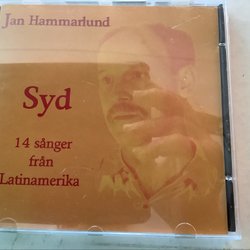 Jan Hammarlund
Syd
14 sånger
från
Latinamerika